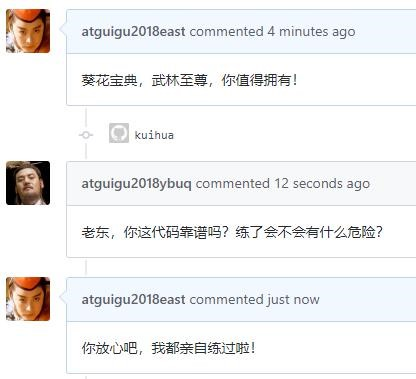 atguigu2018east commented 4 minutes ago
葵花宝典，武林至尊，你值得拥有！
kuihua
atguigu2018ybuq commented 12 seconds ago
老东，你这代码靠谱吗？练了会不会有什么危险？
atguigu2018east commented just now
你放心吧，我都亲自练过啦！